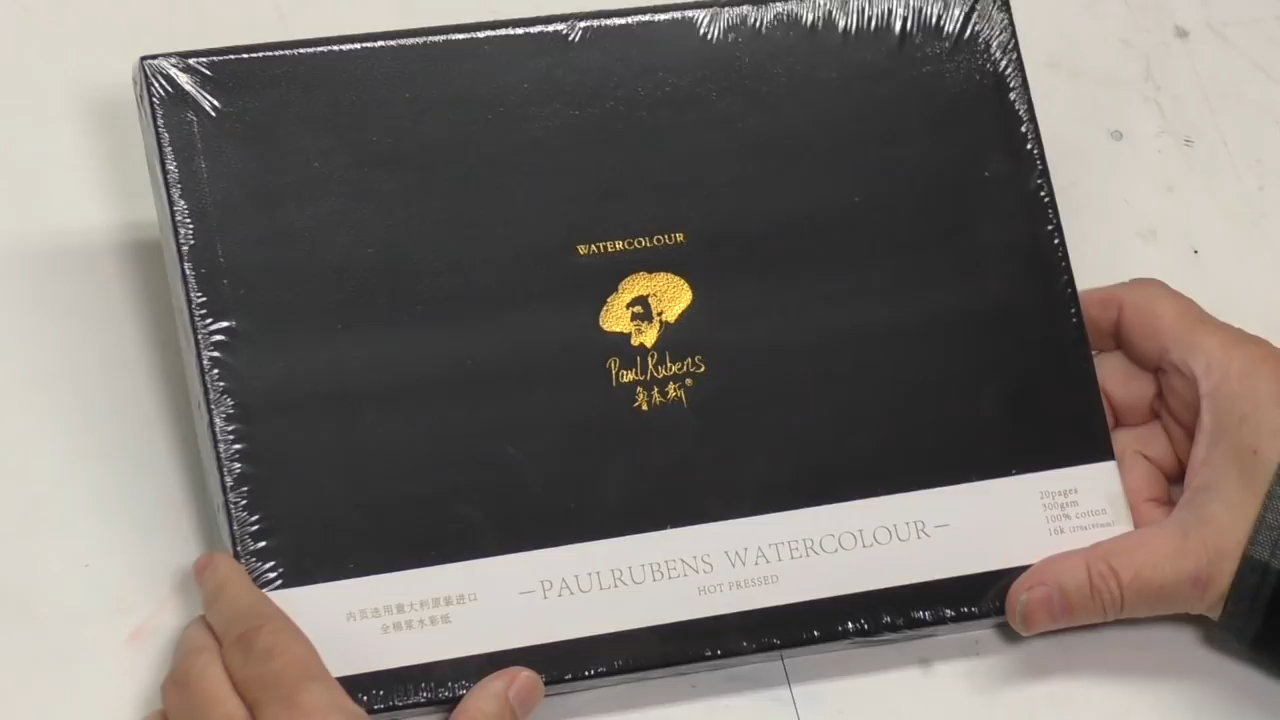 WATERCOLOUR
Paul Rubens
鲁本斯®
20pages
300gsm
100% cotton
16k (270x190mm)
—PAULRUBENS WATERCOLOUR—
HOT PRESSED
内页选用意大利原装进口
全棉浆水彩纸